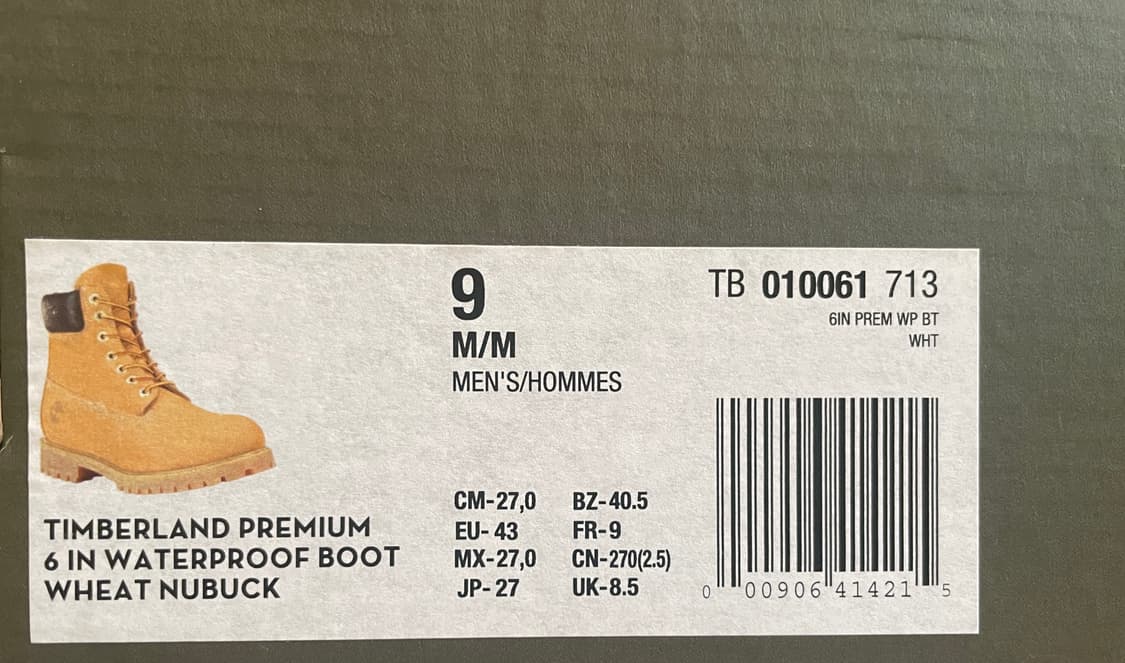 TIMBERLAND PREMIUM
6 IN WATERPROOF BOOT
WHEAT NUBUCK
9
M/M
MEN'S/HOMMES
CM-27,0 BZ-40.5
EU-43 FR-9
MX-27,0 CN-270(2.5)
JP-27 UK-8.5
TB 010061 713
6IN PREM WP BT
WHT
0 00906 41421 5